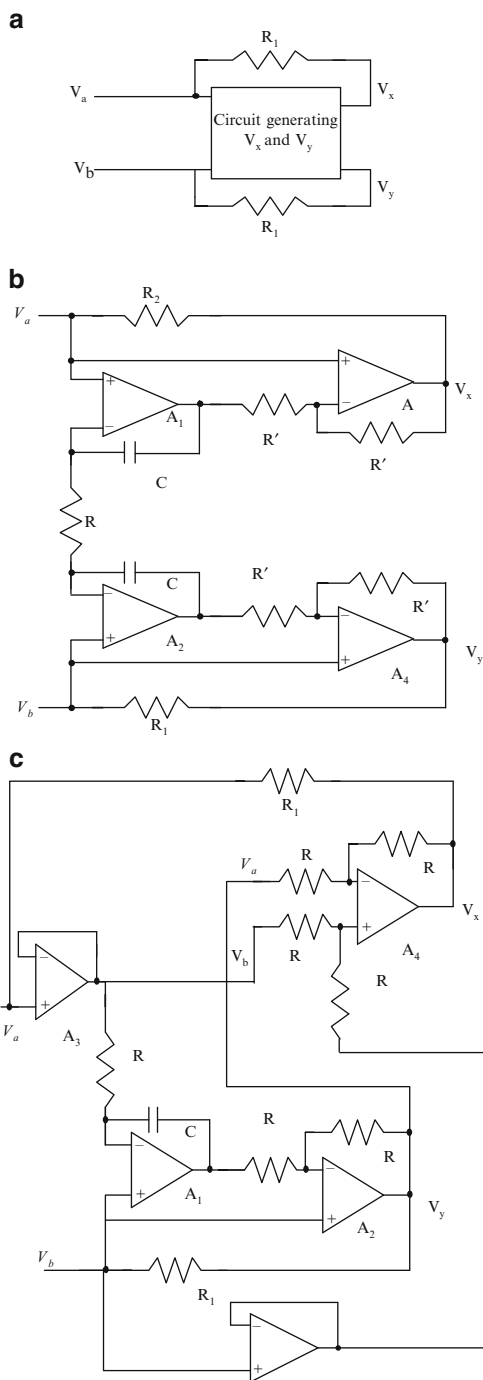 a
R1
Va
Vx
Circuit generating
Vx and Vy
Vb
Vy
R1
b
R2
Va
+
+
A1
−
A
Vx
−
R′
R′
C
R
C
R′
−
A2
−
R′
+
+
A4
Vy
Vb
R1
c
R1
Va
R
R
−
Vx
Vb
R
+
A4
−
R
+
Va
A3
R
C
R
−
R
+
A1
−
A2
Vy
+
Vb
R1
−
+